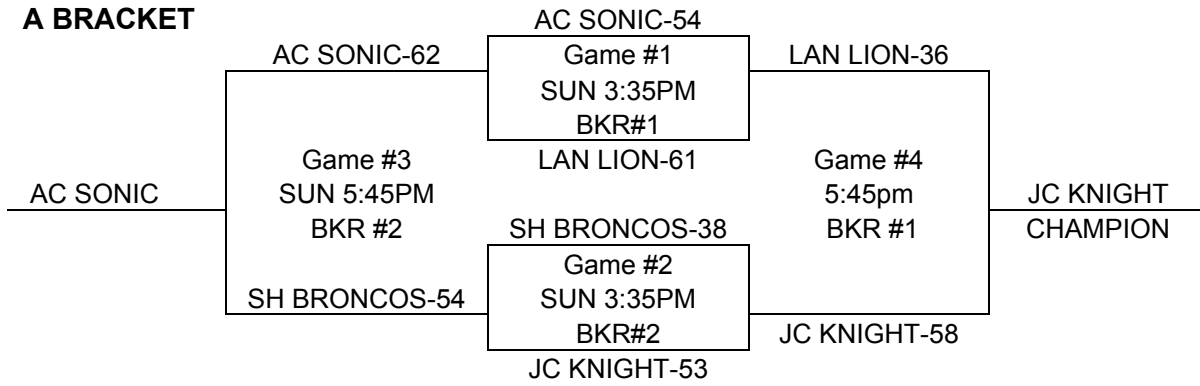 A BRACKET
AC SONIC-54
AC SONIC-62
Game #1
LAN LION-36
SUN 3:35PM
BKR#1
Game #3
LAN LION-61
Game #4
AC SONIC
SUN 5:45PM
5:45pm
JC KNIGHT
BKR #2
SH BRONCOS-38
BKR #1
CHAMPION
Game #2
SH BRONCOS-54
SUN 3:35PM
BKR#2
JC KNIGHT-58
JC KNIGHT-53